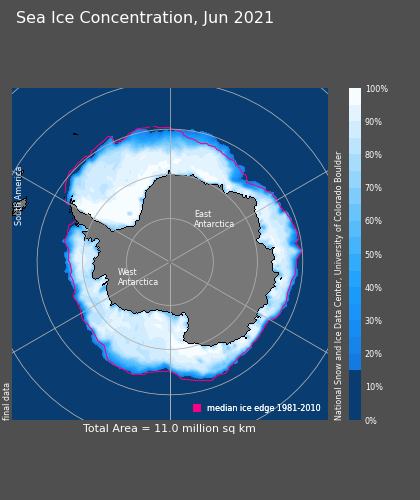 Sea Ice Concentration, Jun 2021
South America
East
Antarctica
West
Antarctica
median ice edge 1981-2010
final data
National Snow and Ice Data Center, University of Colorado Boulder
100%
90%
80%
70%
60%
50%
40%
30%
20%
10%
0%
Total Area = 11.0 million sq km